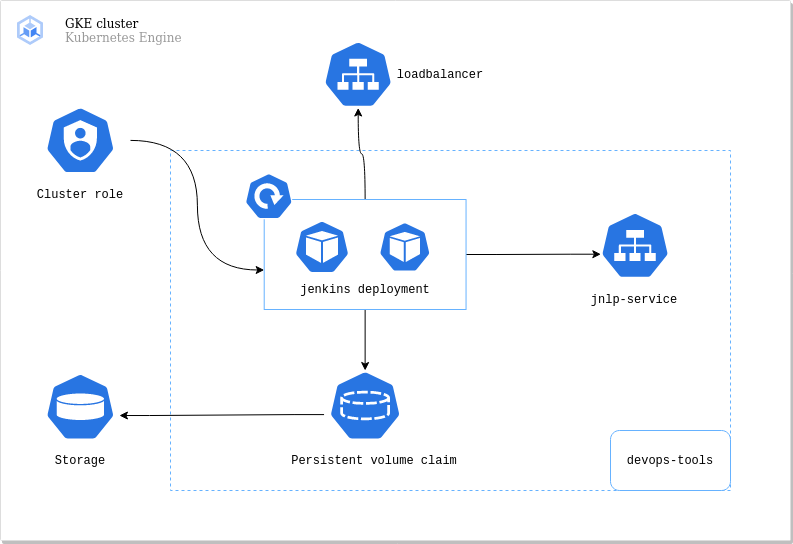 GKE cluster
Kubernetes Engine
loadbalancer
Cluster role
jenkins deployment
jnlp-service
Storage
Persistent volume claim
devops-tools